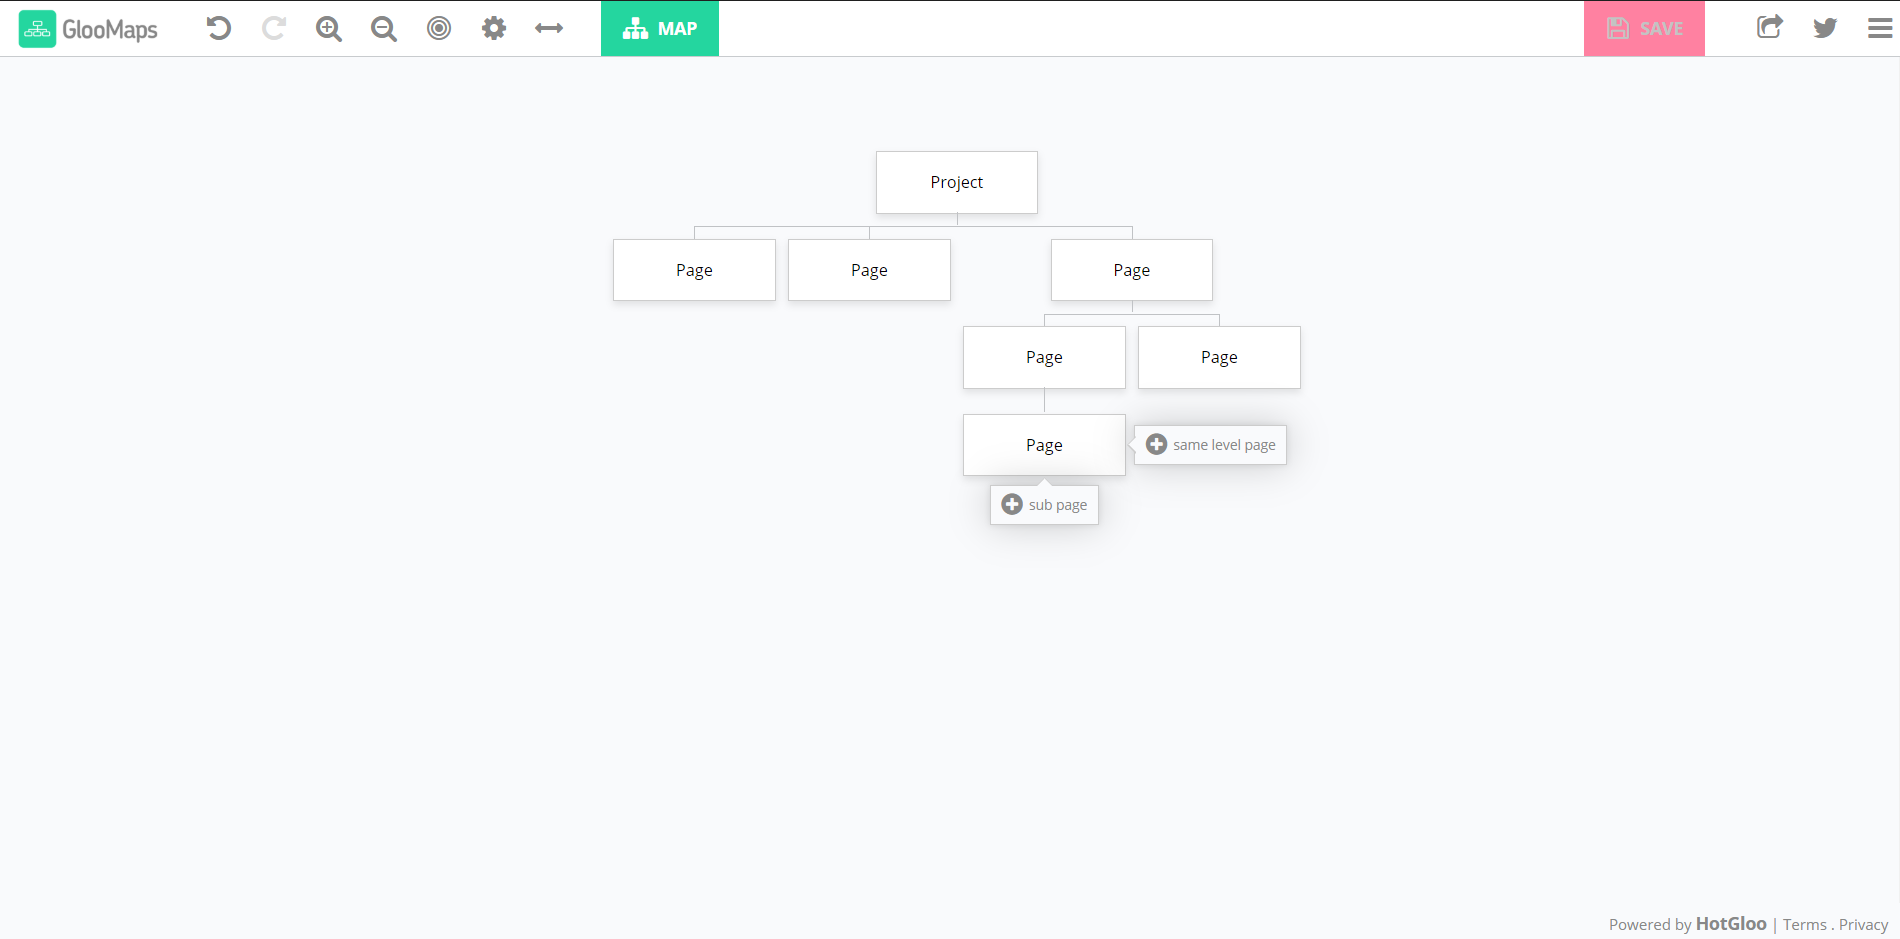 GlooMaps MAP SAVE
Project
Page Page Page
Page Page
Page same level page
sub page
Powered by HotGloo | Terms . Privacy